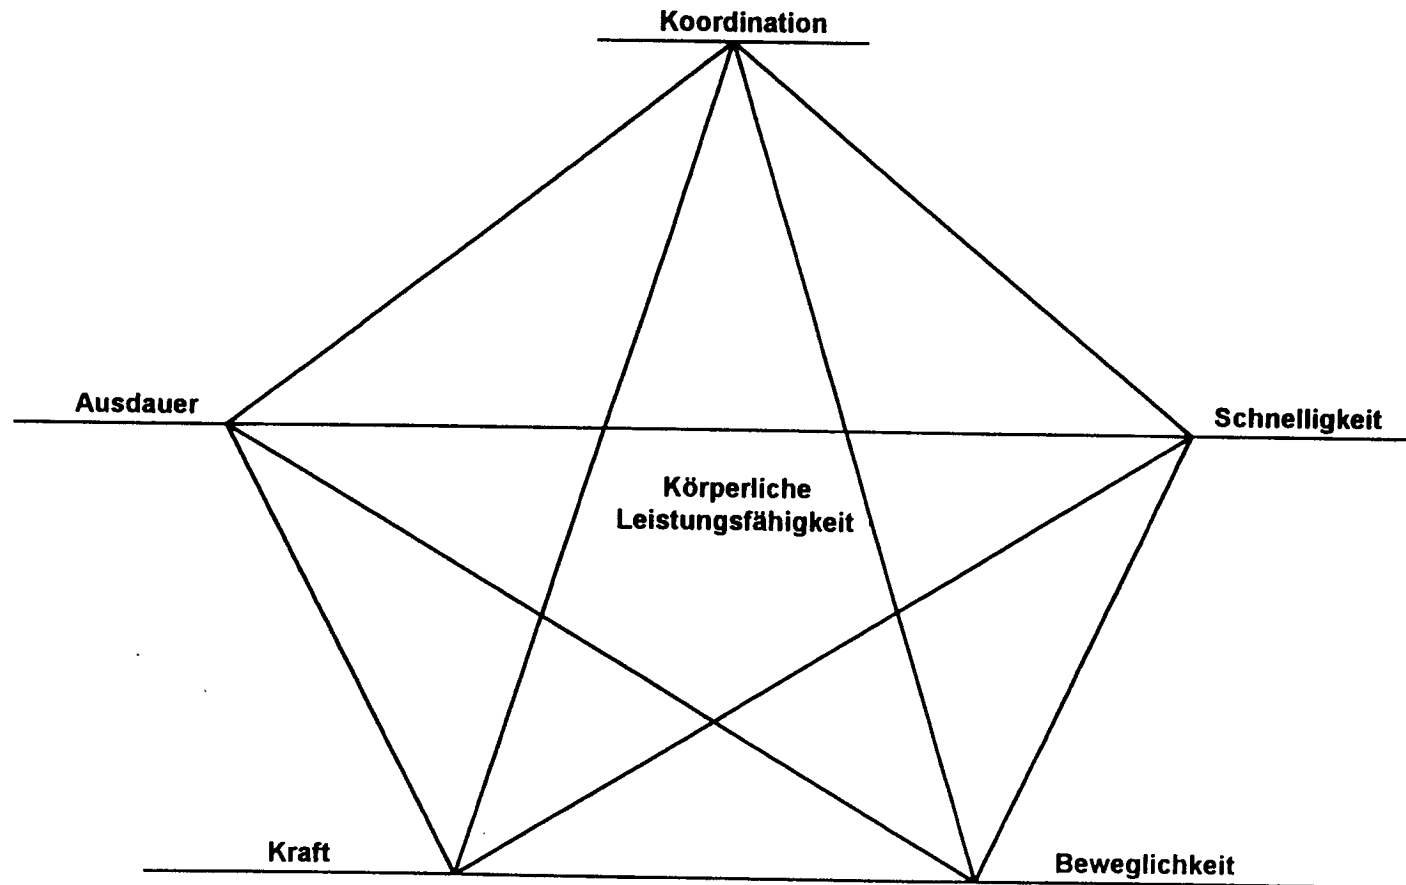 Koordination
Ausdauer
Schnelligkeit
Körperliche
Leistungsfähigkeit
Kraft
Beweglichkeit